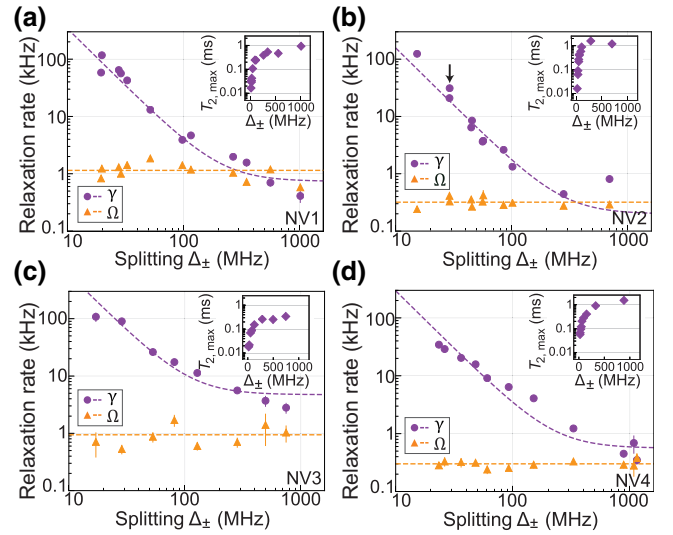 (a)
Relaxation rate (kHz)
100
10
1
0.1
T2, max (ms)
1
0.1
0.01
0 500 1000
Δ± (MHz)
γ
Ω
NV1
10 100 1000
Splitting Δ± (MHz)
(b)
Relaxation rate (kHz)
100
10
1
0.1
T2, max (ms)
1
0.1
0.01
0 500 1000
Δ± (MHz)
γ
Ω
NV2
10 100 1000
Splitting Δ± (MHz)
(c)
Relaxation rate (kHz)
100
10
1
0.1
T2, max (ms)
1
0.1
0.01
0 500 1000
Δ± (MHz)
γ
Ω
NV3
10 100 1000
Splitting Δ± (MHz)
(d)
Relaxation rate (kHz)
100
10
1
0.1
T2, max (ms)
1
0.1
0.01
0 500 1000
Δ± (MHz)
γ
Ω
NV4
10 100 1000
Splitting Δ± (MHz)